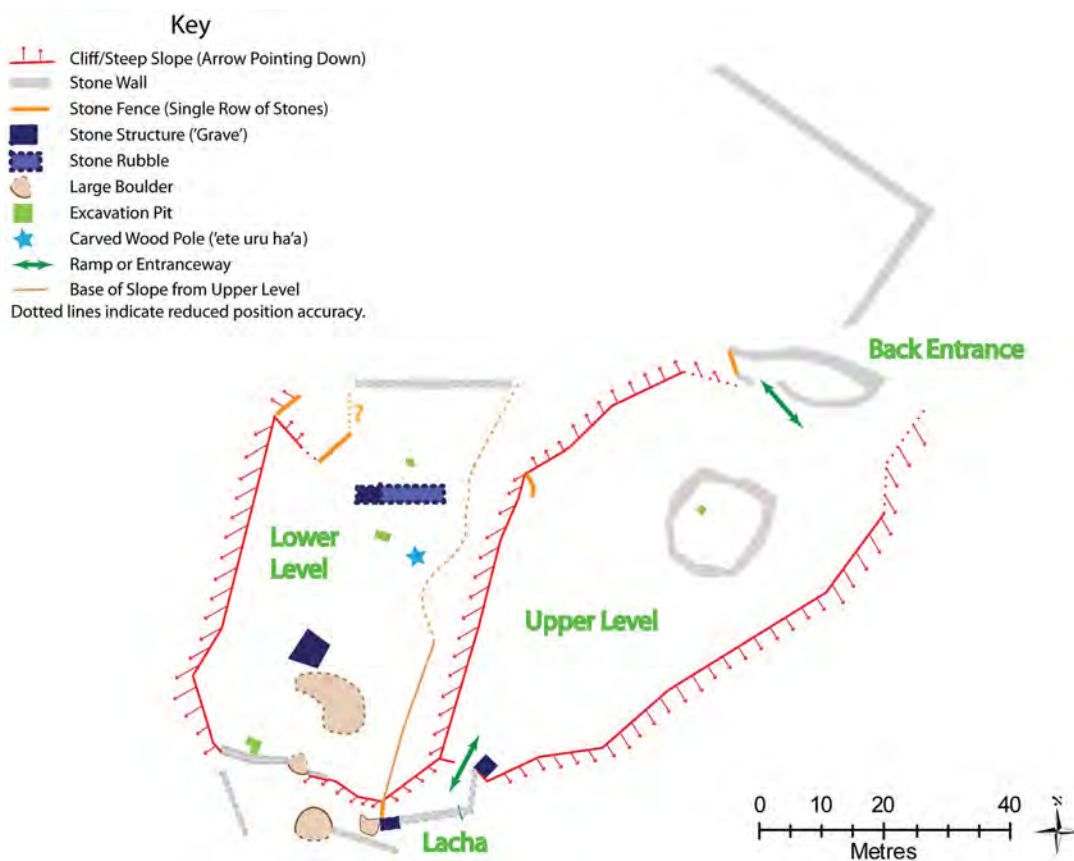 Key
Cliff/Steep Slope (Arrow Pointing Down)
Stone Wall
Stone Fence (Single Row of Stones)
Stone Structure ('Grave')
Stone Rubble
Large Boulder
Excavation Pit
Carved Wood Pole ('ete uru ha'a)
Ramp or Entranceway
Base of Slope from Upper Level
Dotted lines indicate reduced position accuracy.
Back Entrance
?
Lower
Level
Upper Level
Lacha
0 10 20 40
Metres
N